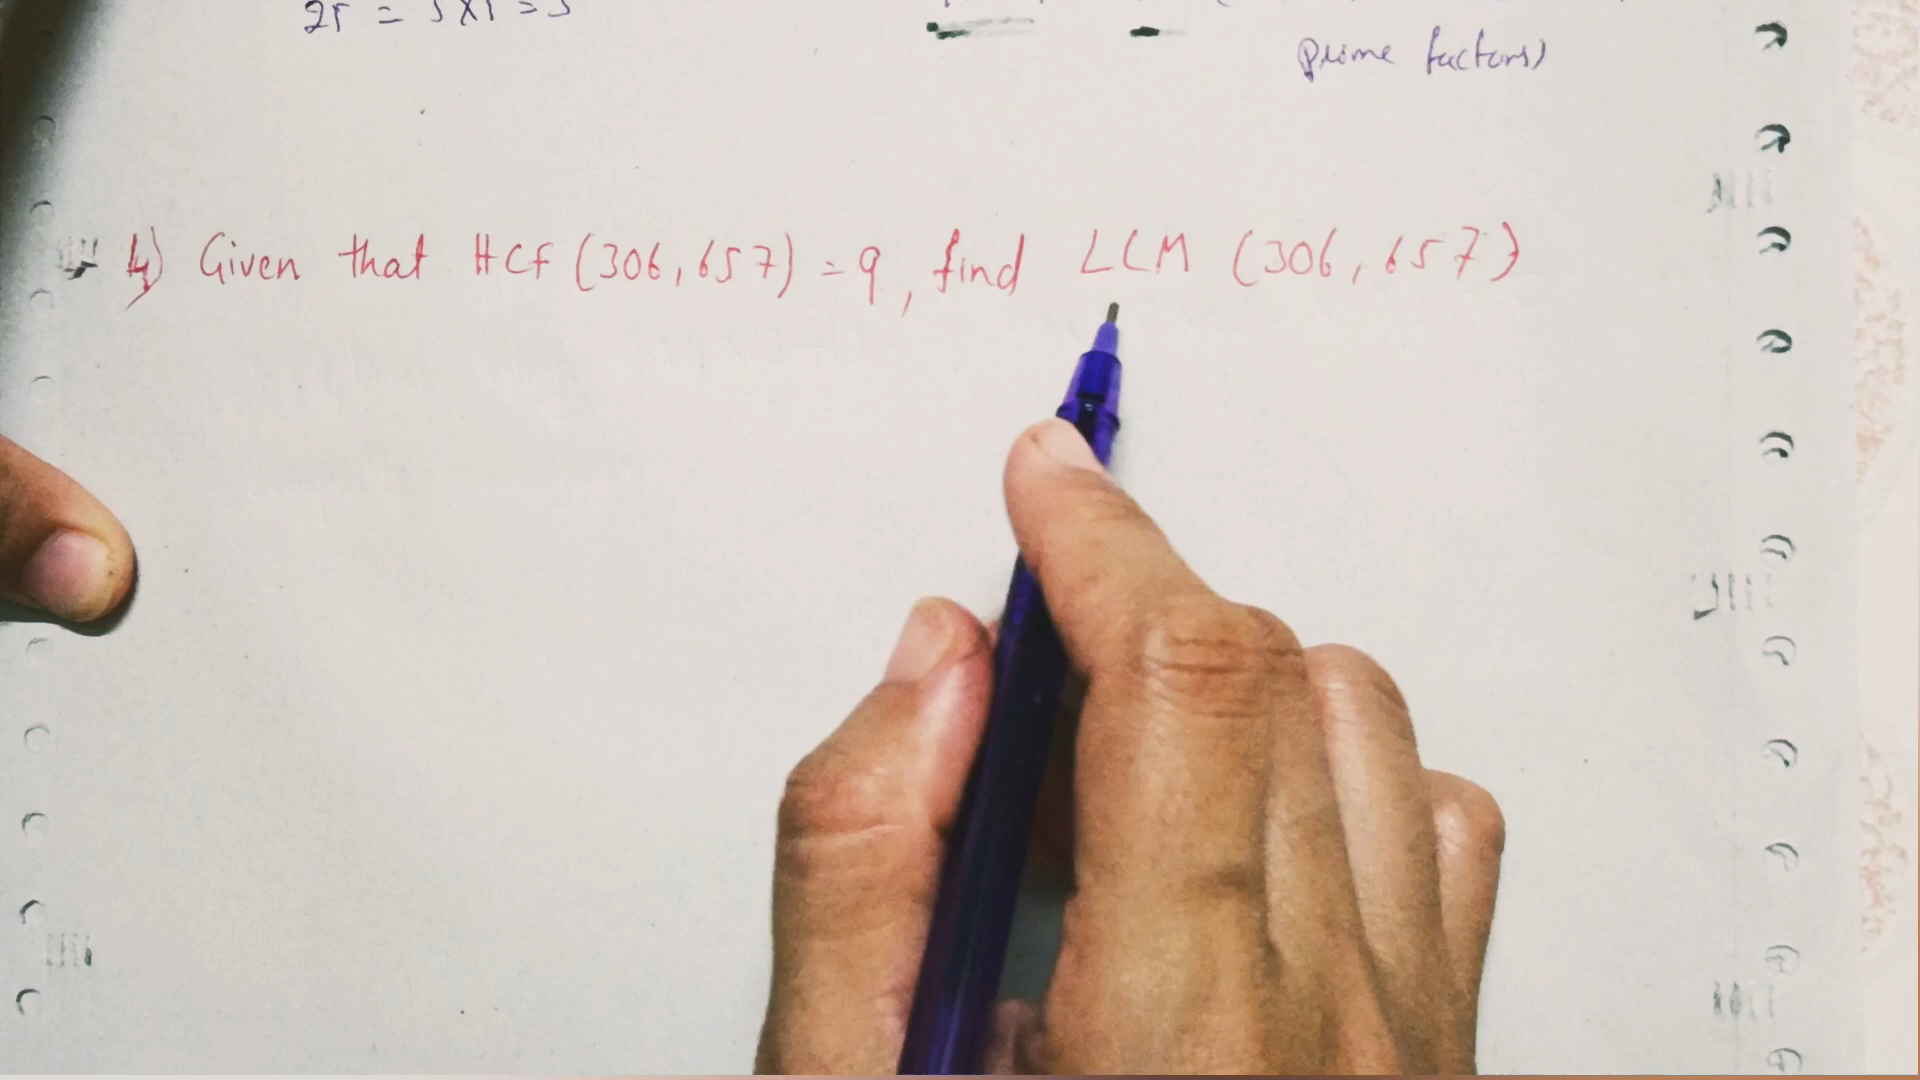 prime factors)
4) Given that HCF (306, 657) = 9, find LCM (306, 657)